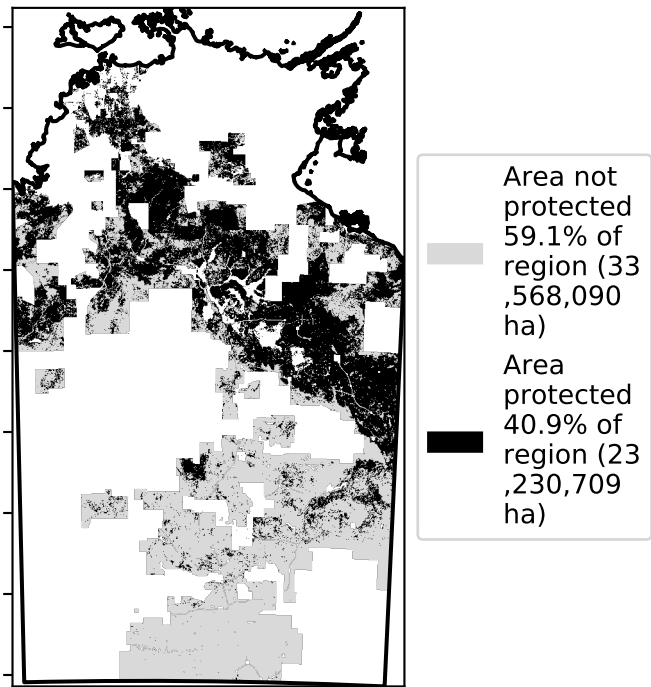 Area not
protected
59.1% of
region (33
,568,090
ha)
Area
protected
40.9% of
region (23
,230,709
ha)